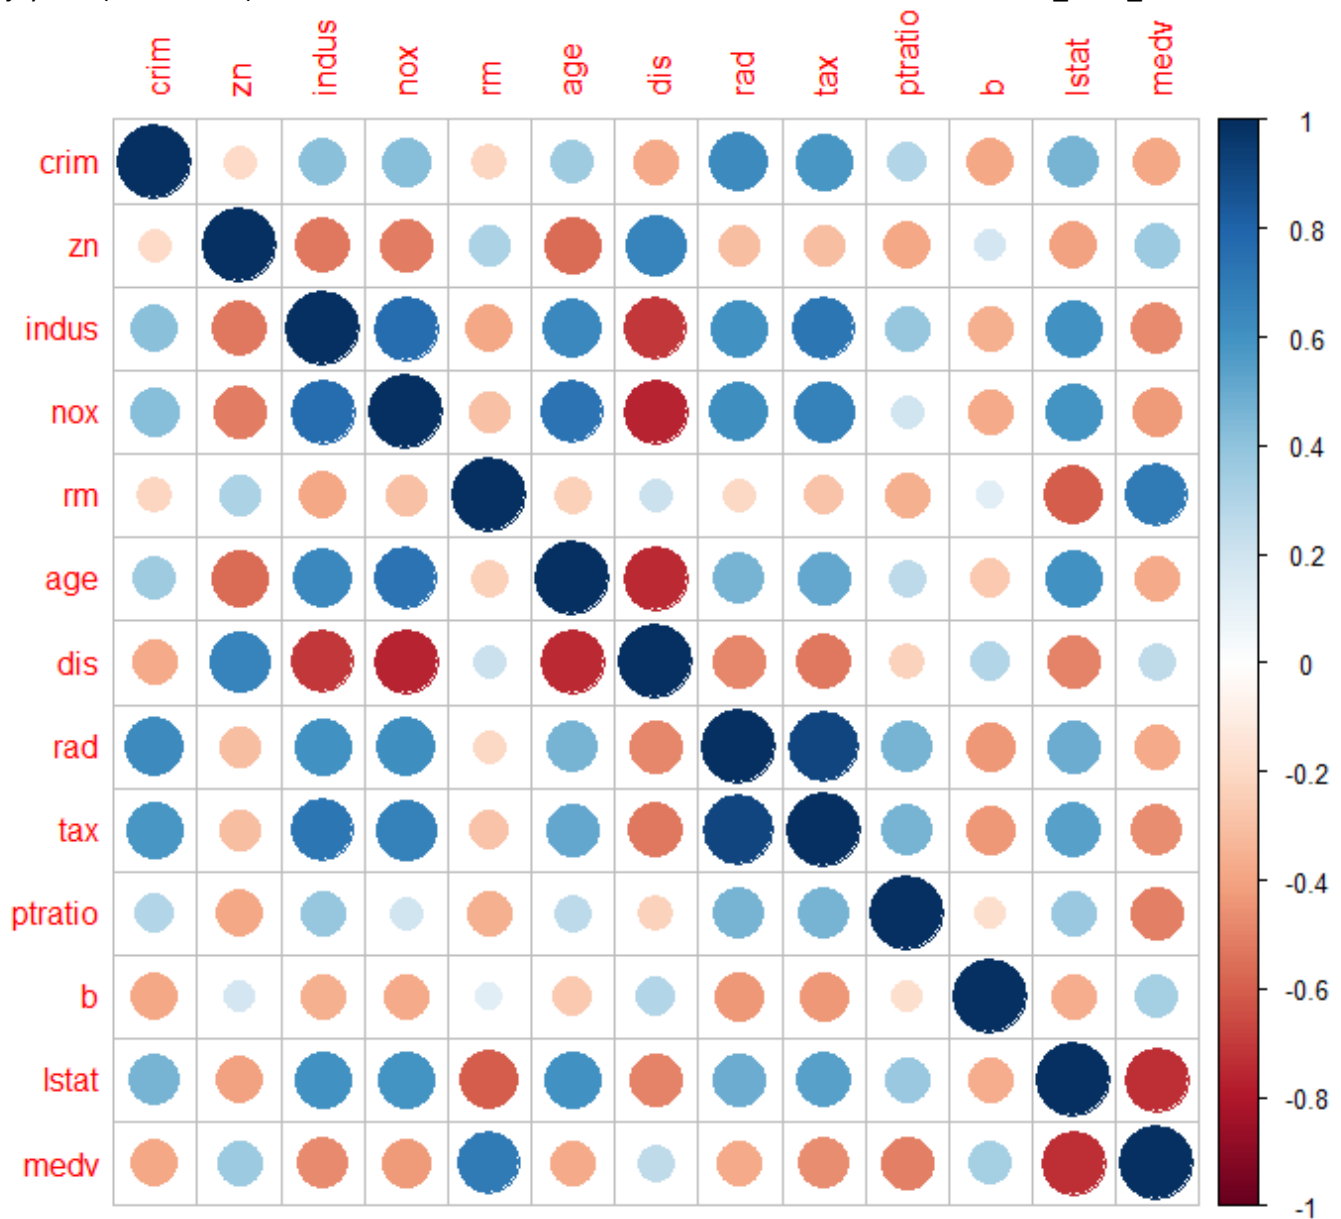 crim zn indus nox rm age dis rad tax ptratio b lstat medv
crim
zn
indus
nox
rm
age
dis
rad
tax
ptratio
b
lstat
medv
1
0.8
0.6
0.4
0.2
0
-0.2
-0.4
-0.6
-0.8
-1